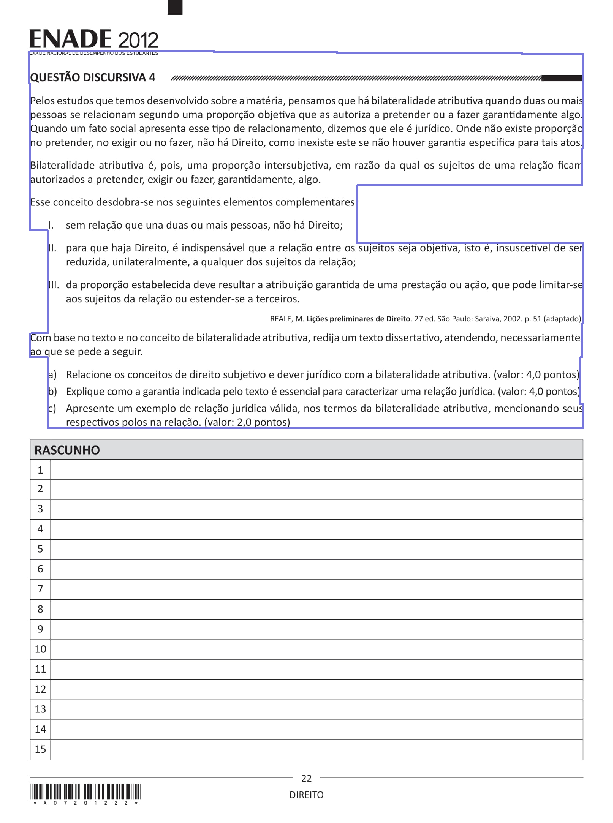 ENADE 2012
EXAME NACIONAL DE DESEMPENHO DOS ESTUDANTES
QUESTÃO DISCURSIVA 4
Pelos estudos que temos desenvolvido sobre a matéria, pensamos que há bilateralidade atributiva quando duas ou mais
pessoas se relacionam segundo uma proporção objetiva que as autoriza a pretender ou a fazer garantidamente algo.
Quando um fato social apresenta esse tipo de relacionamento, dizemos que ele é jurídico. Onde não existe proporção
no pretender, no exigir ou no fazer, não há Direito, como inexiste este se não houver garantia específica para tais atos.
Bilateralidade atributiva é, pois, uma proporção intersubjetiva, em razão da qual os sujeitos de uma relação ficam
autorizados a pretender, exigir ou fazer, garantidamente, algo.
Esse conceito desdobra-se nos seguintes elementos complementares
I. sem relação que una duas ou mais pessoas, não há Direito;
II. para que haja Direito, é indispensável que a relação entre os sujeitos seja objetiva, isto é, insuscetível de ser
reduzida, unilateralmente, a qualquer dos sujeitos da relação;
III. da proporção estabelecida deve resultar a atribuição garantida de uma prestação ou ação, que pode limitar-se
aos sujeitos da relação ou estender-se a terceiros.
REALE, M. Lições preliminares de Direito. 27 ed. São Paulo: Saraiva, 2002. p. 51 (adaptado).
Com base no texto e no conceito de bilateralidade atributiva, redija um texto dissertativo, atendendo, necessariamente,
ao que se pede a seguir.
a) Relacione os conceitos de direito subjetivo e dever jurídico com a bilateralidade atributiva. (valor: 4,0 pontos)
b) Explique como a garantia indicada pelo texto é essencial para caracterizar uma relação jurídica. (valor: 4,0 pontos)
c) Apresente um exemplo de relação jurídica válida, nos termos da bilateralidade atributiva, mencionando seus
respectivos polos na relação. (valor: 2,0 pontos)
RASCUNHO
1
2
3
4
5
6
7
8
9
10
11
12
13
14
15
22
DIREITO
*A0720122​2*